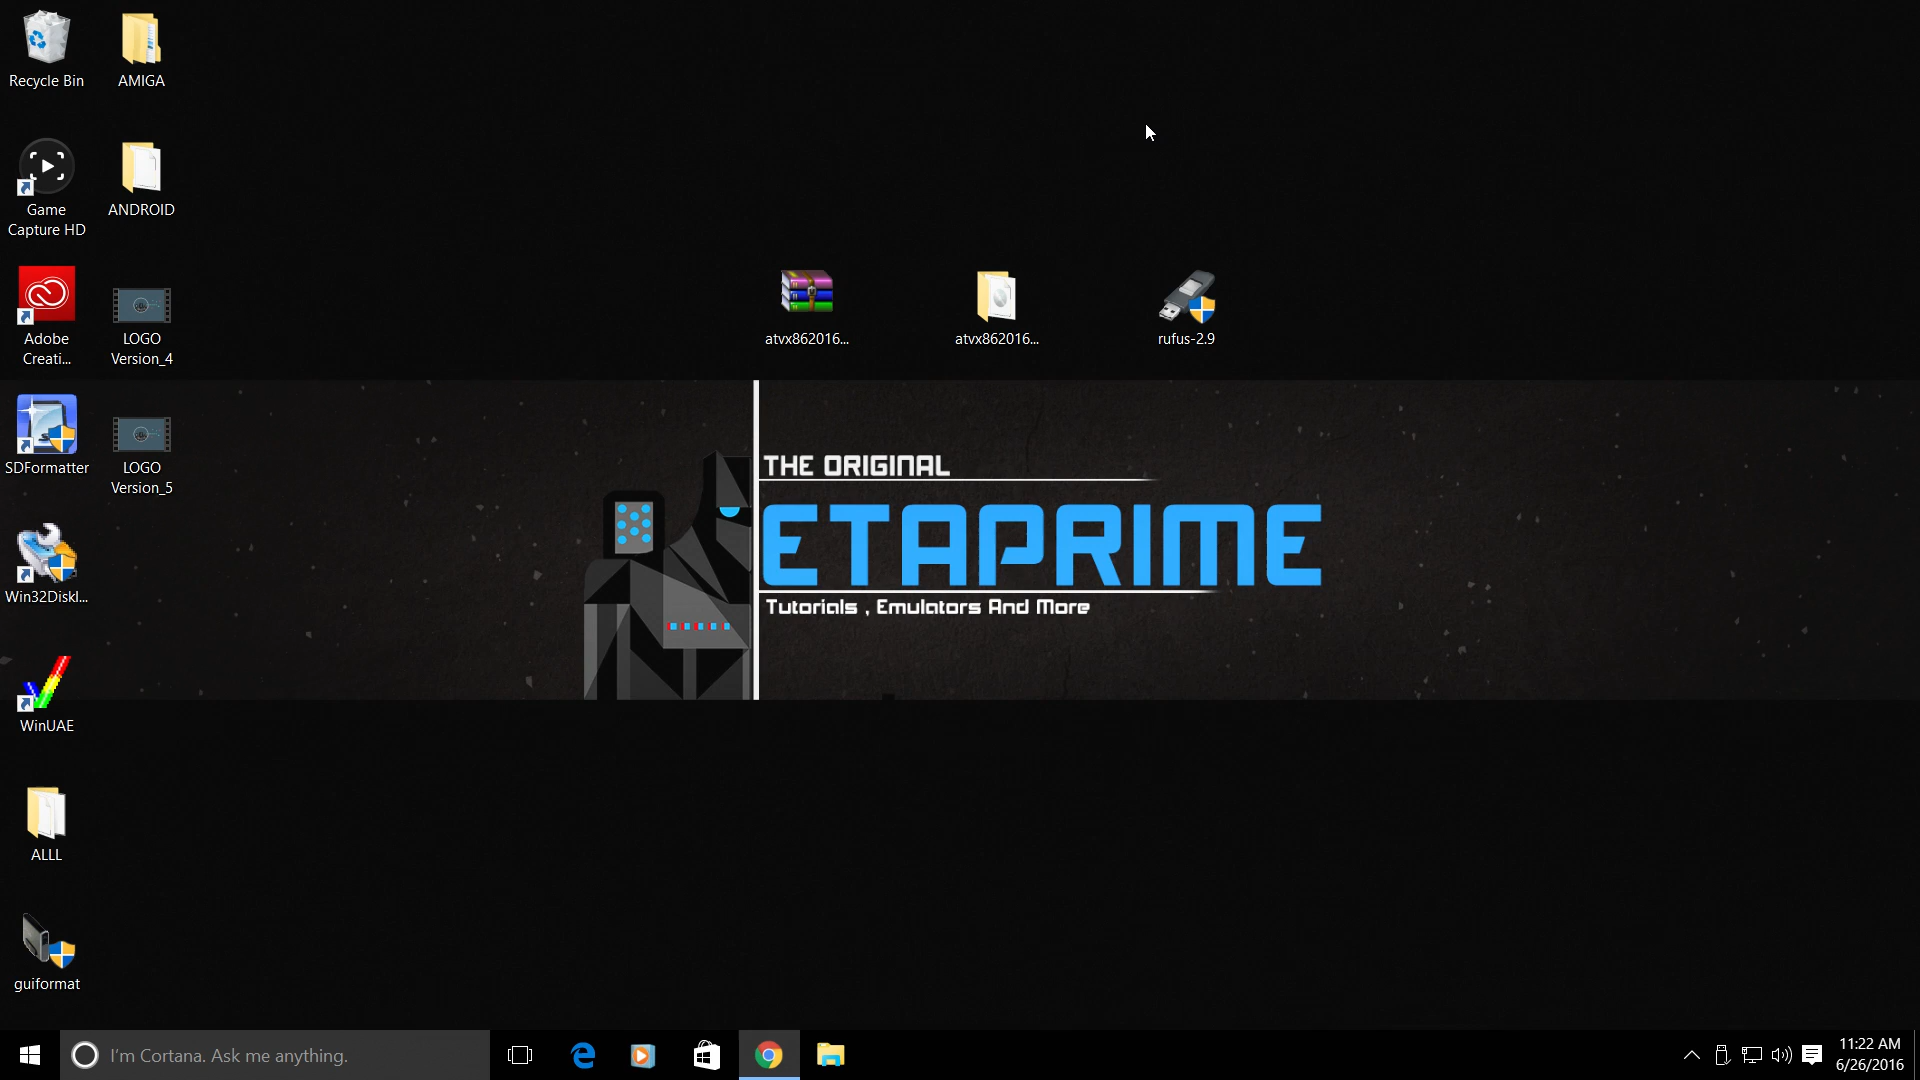 Recycle Bin
AMIGA
Game
Capture HD
ANDROID
Adobe
Creati...
LOGO
Version_4
atvx862016...
atvx862016...
rufus-2.9
SDFormatter
LOGO
Version_5
THE ORIGINAL
ETAPRIME
Tutorials , Emulators And More
Win32DiskI...
WinUAE
ALLL
guiformat
I'm Cortana. Ask me anything.
11:22 AM
6/26/2016